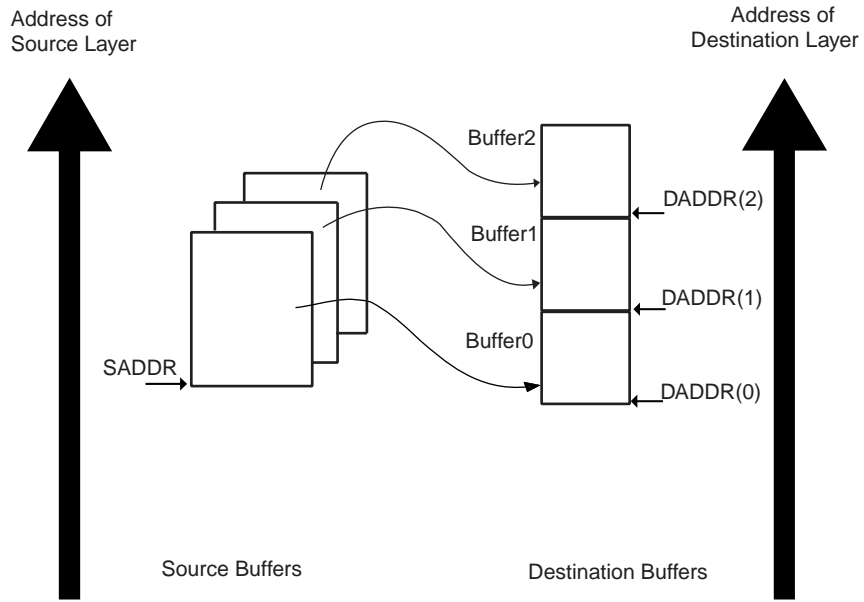 Address of
Source Layer
Address of
Destination Layer
Buffer2
DADDR(2)
Buffer1
DADDR(1)
Buffer0
SADDR
DADDR(0)
Source Buffers
Destination Buffers